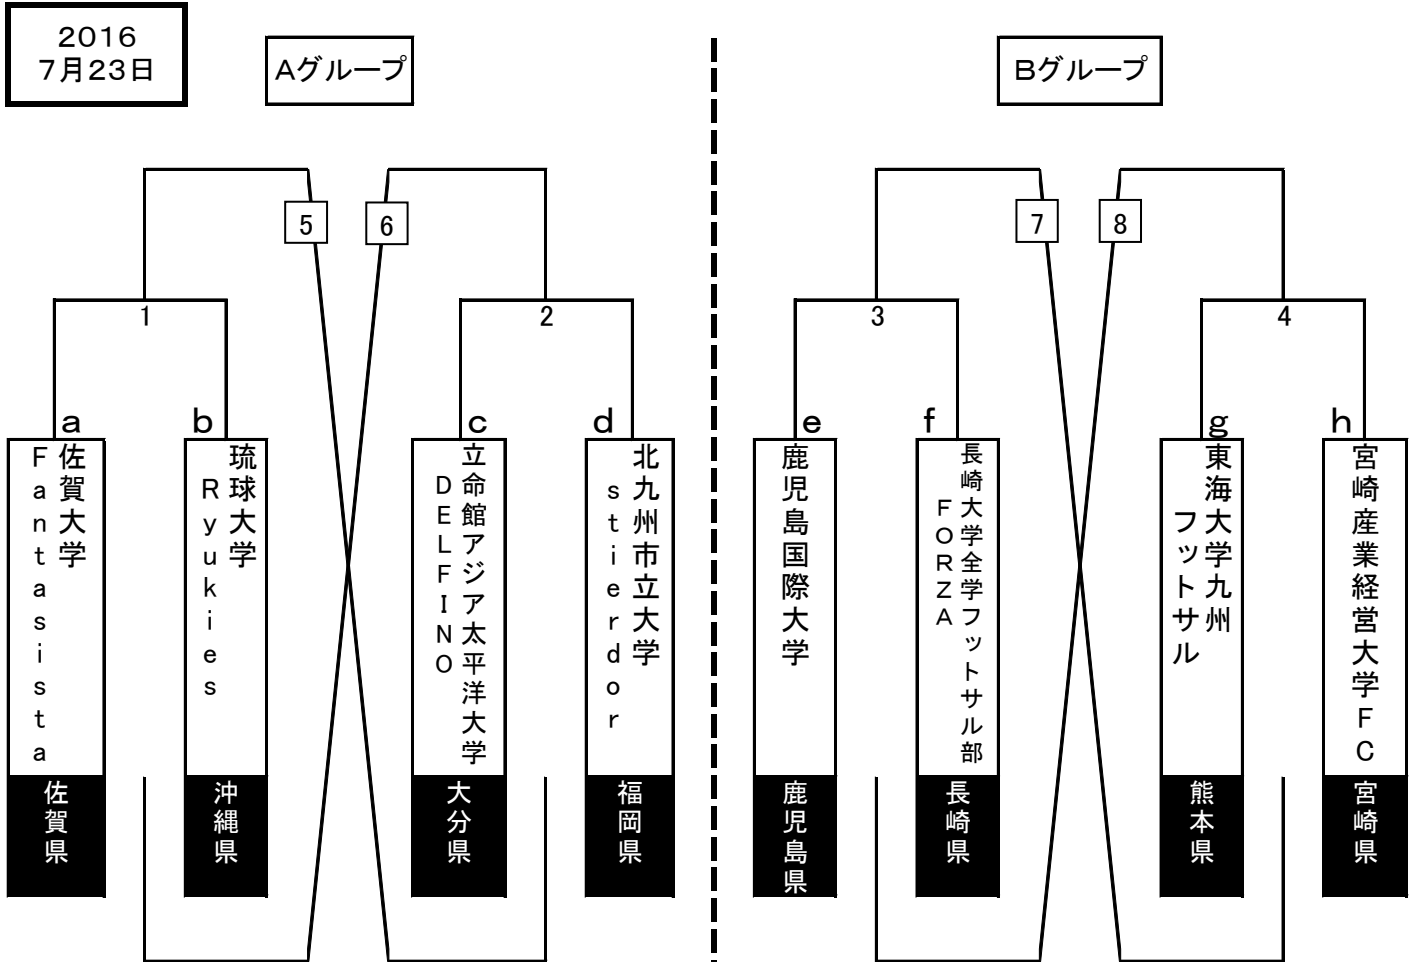 2016
7月23日
Aグループ
Bグループ
5
6
7
8
1
2
3
4
a
b
c
d
e
f
g
h
佐賀大学
Fantasista
琉球大学
Ryukies
立命館アジア太平洋大学
DELFINO
北九州市立大学
stierdor
鹿児島国際大学
長崎大学全学フットサル部
FORZA
東海大学九州
フットサル
宮崎産業経営大学FC
佐賀県
沖縄県
大分県
福岡県
鹿児島県
長崎県
熊本県
宮崎県